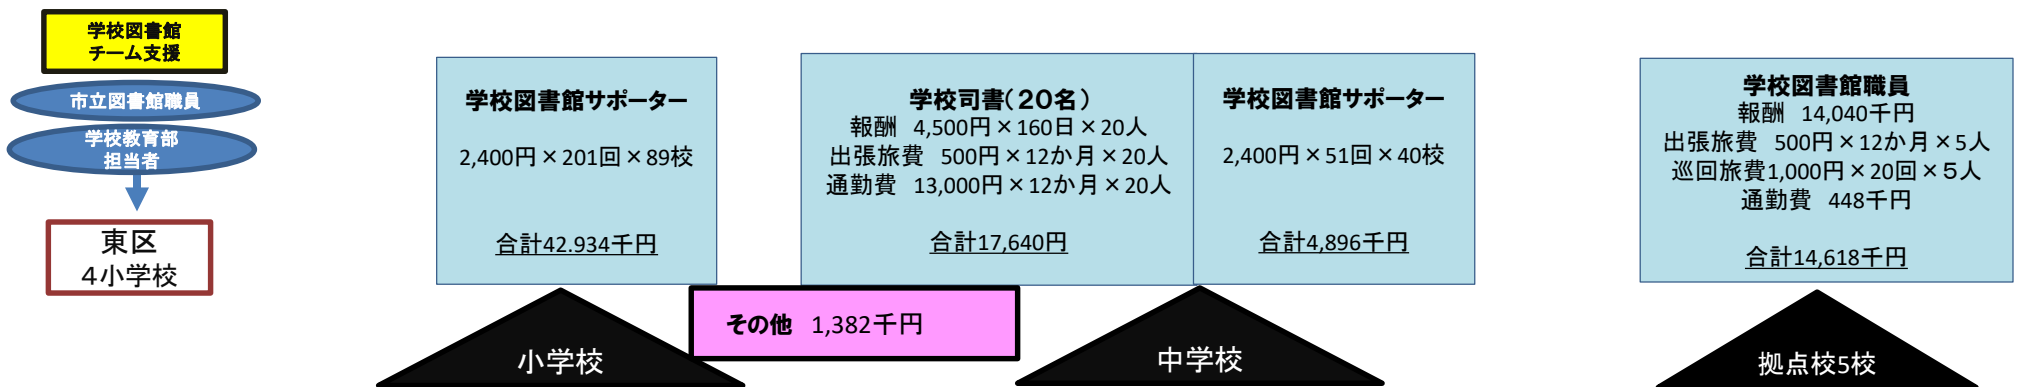 学校図書館
チーム支援
市立図書館職員
学校教育部
担当者
東区
4小学校
学校図書館サポーター
2,400円×201回×89校
合計42.934千円
小学校
その他 1,382千円
学校司書(20名)
報酬 4,500円×160日×20人
出張旅費 500円×12か月×20人
通勤費 13,000円×12か月×20人
合計17,640円
学校図書館サポーター
2,400円×51回×40校
合計4,896千円
中学校
学校図書館職員
報酬 14,040千円
出張旅費 500円×12か月×5人
巡回旅費1,000円×20回×5人
通勤費 448千円
合計14,618千円
拠点校5校